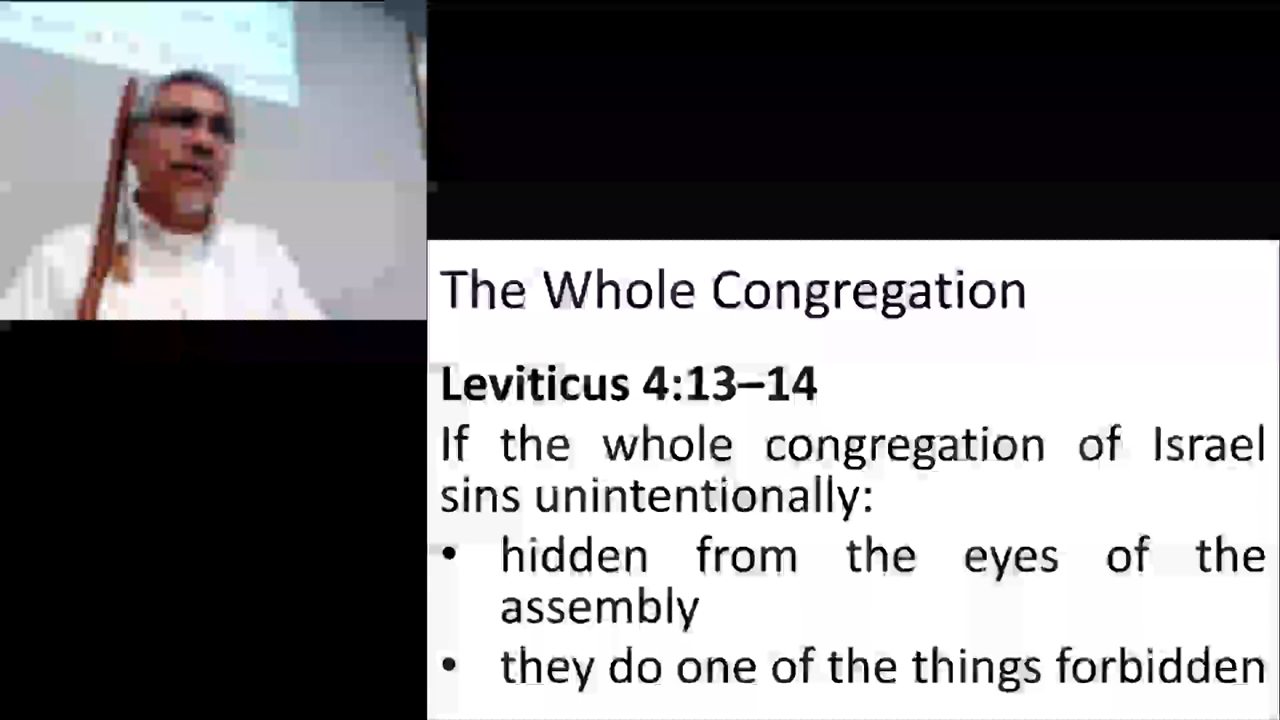 The Whole Congregation
Leviticus 4:13–14
If the whole congregation of Israel
sins unintentionally:
• hidden from the eyes of the
assembly
• they do one of the things forbidden